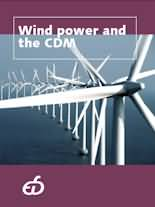 Wind power and
the CDM